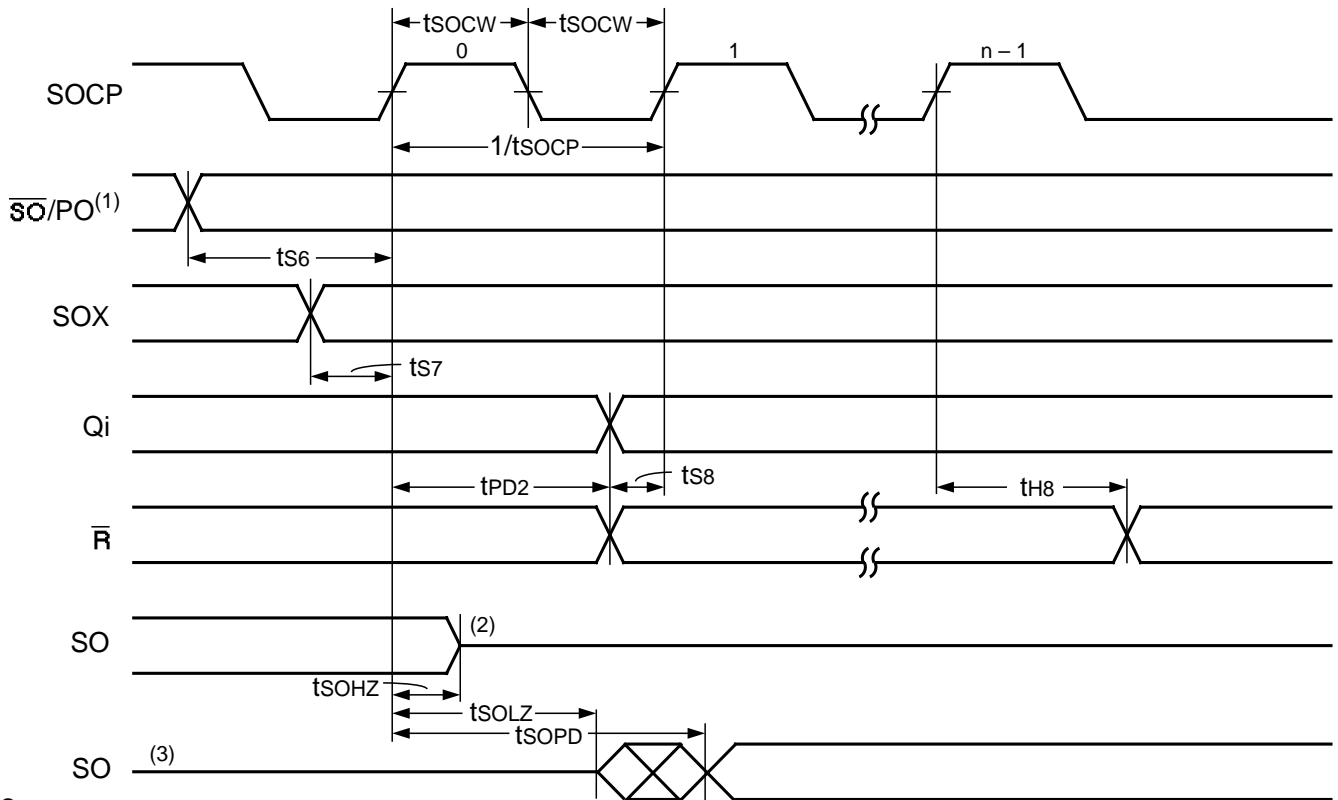 tSOCW tSOCW
0 1 n – 1
SOCP
1/tSOCP
SO/PO(1)
tS6
SOX
tS7
Qi
tPD2 tS8 tH8
R
SO (2)
tSOHZ
tSOLZ
tSOPD
SO (3)